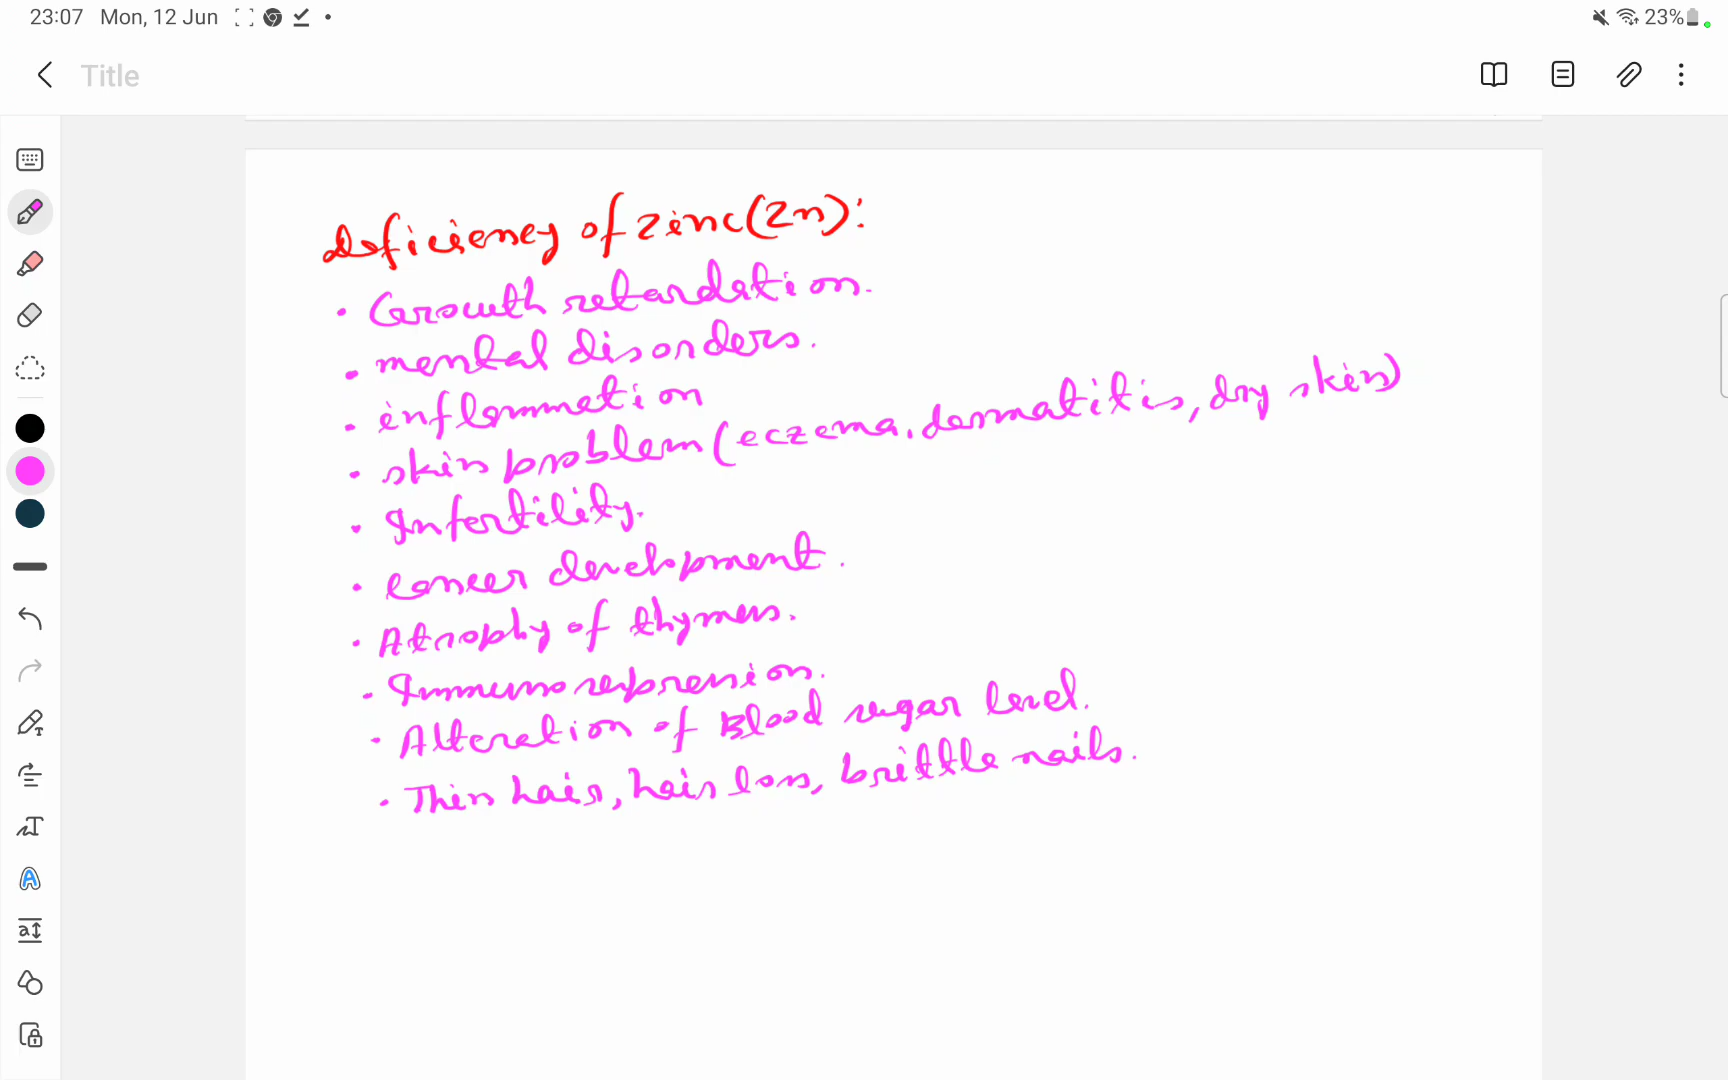 23:07 Mon, 12 Jun 23%
Title
Deficiency of Zinc(Zn):
• Growth retardation.
• mental disorders.
• inflammation
• skin problem (eczema, dermatitis, dry skin)
• Infertility.
• cancer development.
• Atrophy of thymus.
• Immuno supression.
• Alteration of Blood sugar level.
• Thin hair, hair loss, brittle nails.